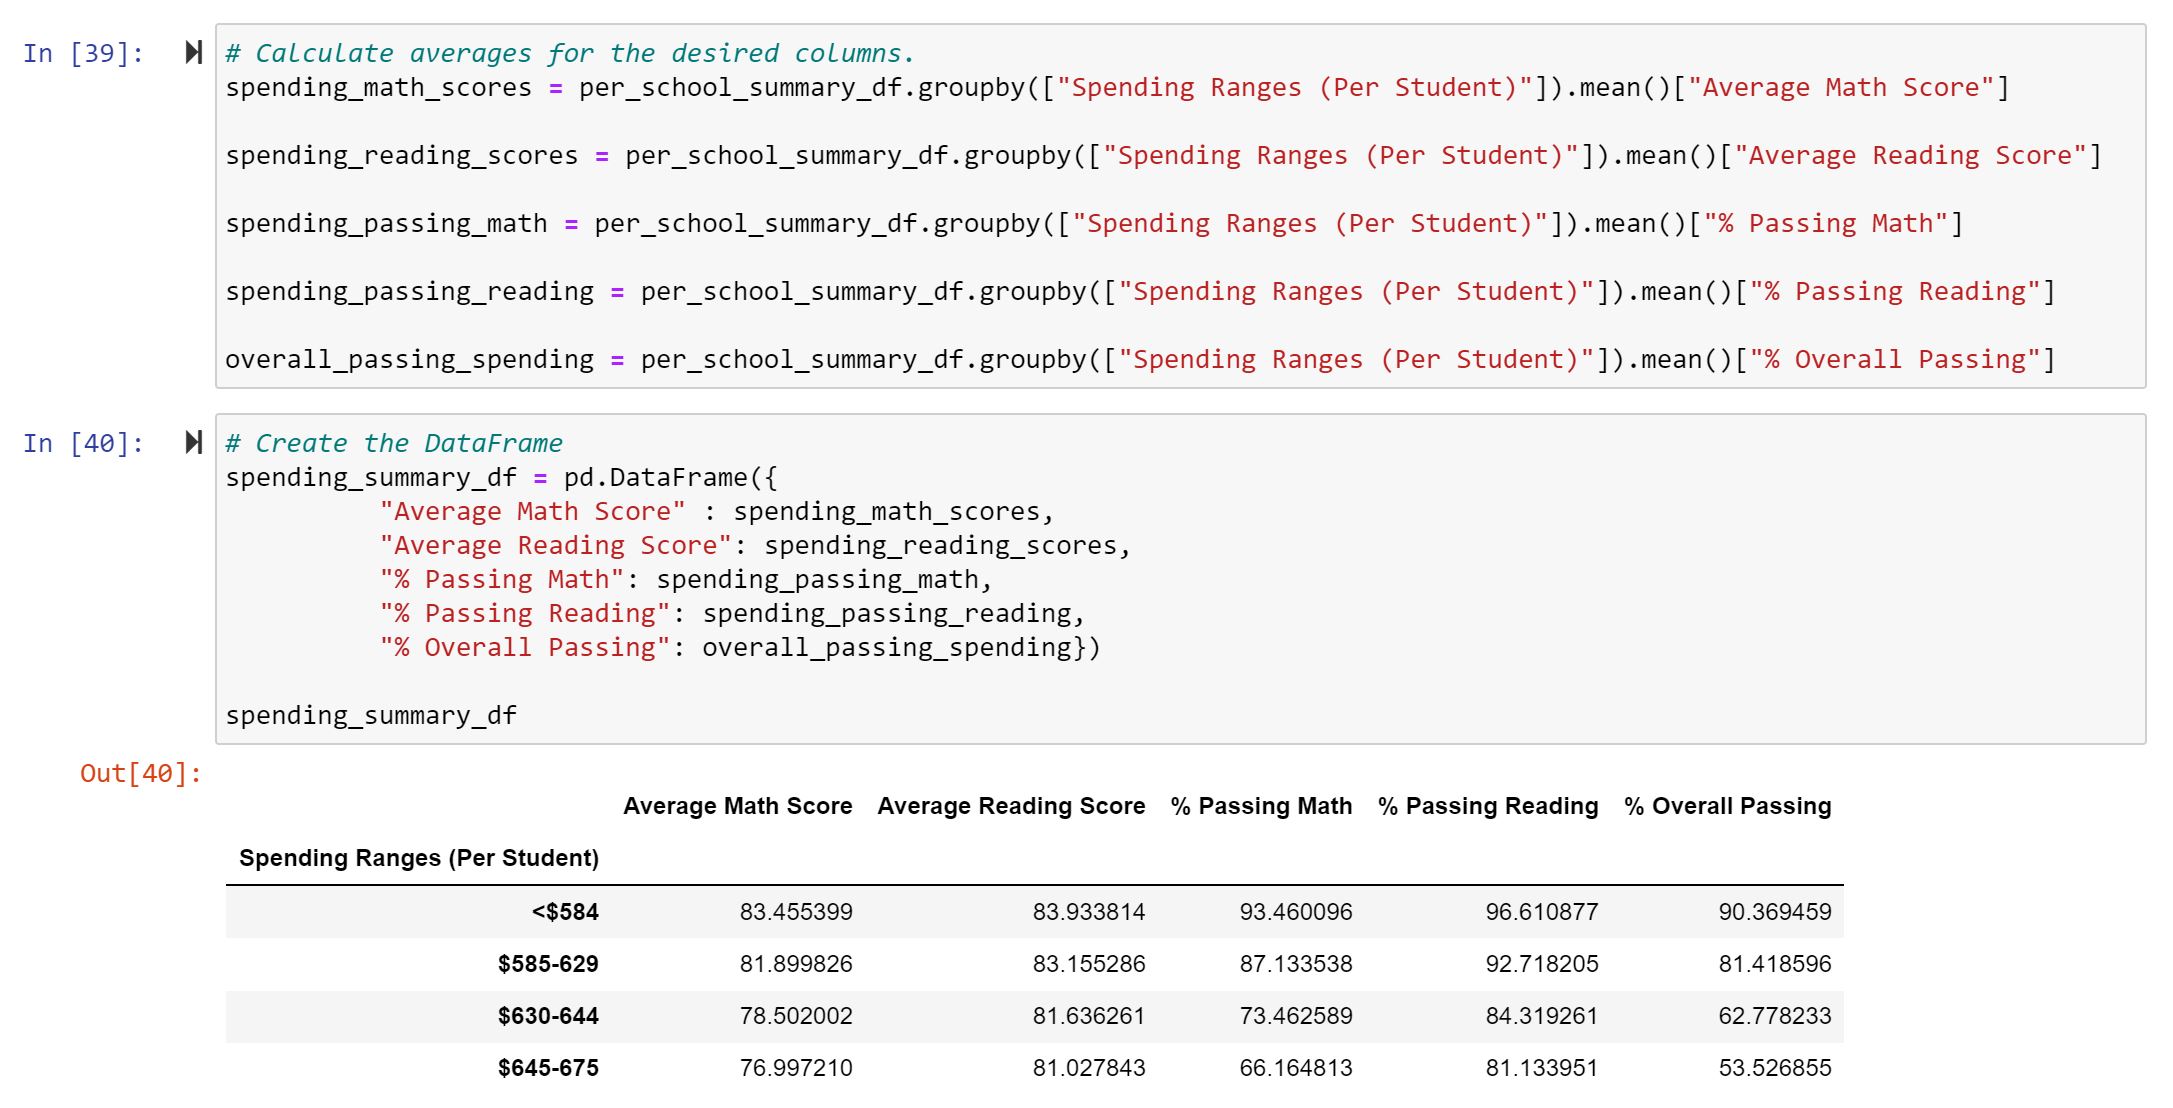 In [39]:
# Calculate averages for the desired columns.
spending_math_scores = per_school_summary_df.groupby(["Spending Ranges (Per Student)"]).mean()["Average Math Score"]
spending_reading_scores = per_school_summary_df.groupby(["Spending Ranges (Per Student)"]).mean()["Average Reading Score"]
spending_passing_math = per_school_summary_df.groupby(["Spending Ranges (Per Student)"]).mean()["% Passing Math"]
spending_passing_reading = per_school_summary_df.groupby(["Spending Ranges (Per Student)"]).mean()["% Passing Reading"]
overall_passing_spending = per_school_summary_df.groupby(["Spending Ranges (Per Student)"]).mean()["% Overall Passing"]
In [40]:
# Create the DataFrame
spending_summary_df = pd.DataFrame({
"Average Math Score" : spending_math_scores,
"Average Reading Score": spending_reading_scores,
"% Passing Math": spending_passing_math,
"% Passing Reading": spending_passing_reading,
"% Overall Passing": overall_passing_spending})
spending_summary_df
Out[40]:
Average Math Score Average Reading Score % Passing Math % Passing Reading % Overall Passing
Spending Ranges (Per Student)
<$584 83.455399 83.933814 93.460096 96.610877 90.369459
$585-629 81.899826 83.155286 87.133538 92.718205 81.418596
$630-644 78.502002 81.636261 73.462589 84.319261 62.778233
$645-675 76.997210 81.027843 66.164813 81.133951 53.526855